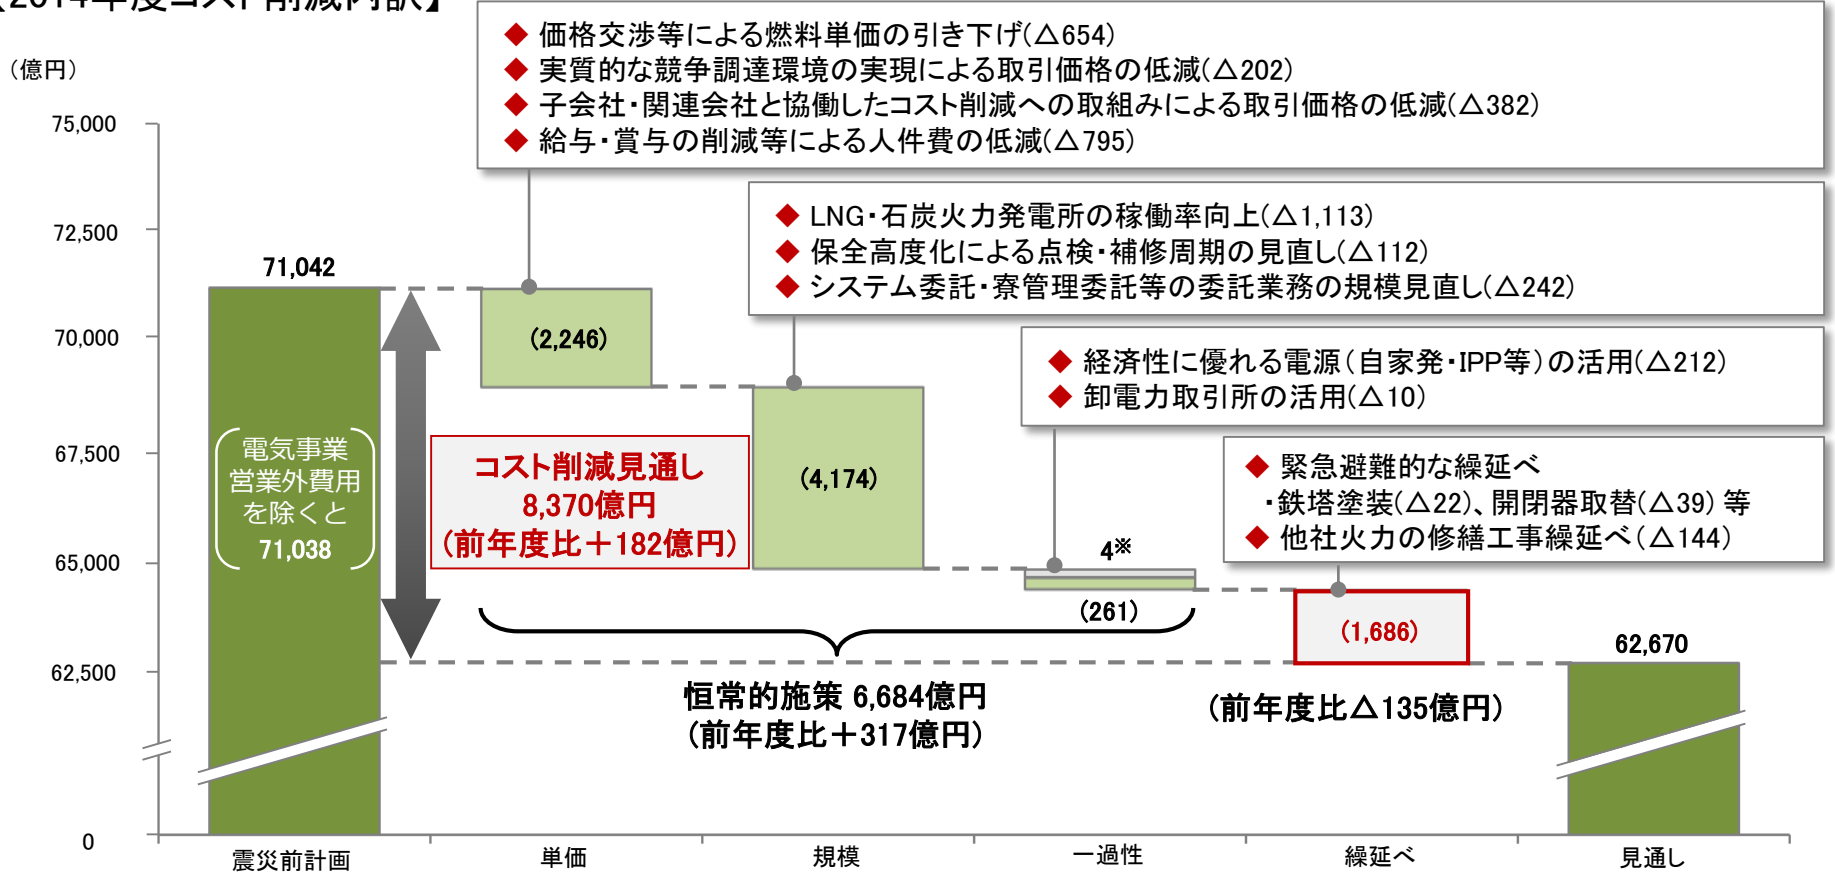 【2014年度コスト削減内訳】
（億円）
◆ 価格交渉等による燃料単価の引き下げ(△654)
◆ 実質的な競争調達環境の実現による取引価格の低減(△202)
◆ 子会社・関連会社と協働したコスト削減への取組みによる取引価格の低減(△382)
◆ 給与・賞与の削減等による人件費の低減(△795)
◆ LNG・石炭火力発電所の稼働率向上(△1,113)
◆ 保全高度化による点検・補修周期の見直し(△112)
◆ システム委託・寮管理委託等の委託業務の規模見直し(△242)
◆ 経済性に優れる電源（自家発・IPP等）の活用(△212)
◆ 卸電力取引所の活用(△10)
◆ 緊急避難的な繰延べ
・鉄塔塗装(△22)、開閉器取替(△39) 等
◆ 他社火力の修繕工事繰延べ（△144）
75,000
72,500
70,000
67,500
65,000
62,500
0
71,042
電気事業
営業外費用
を除くと
71,038
コスト削減見通し
8,370億円
(前年度比＋182億円)
(2,246)
(4,174)
4※
(261)
(1,686)
62,670
恒常的施策 6,684億円
(前年度比＋317億円)
(前年度比△135億円)
震災前計画
単価
規模
一過性
繰延べ
見通し